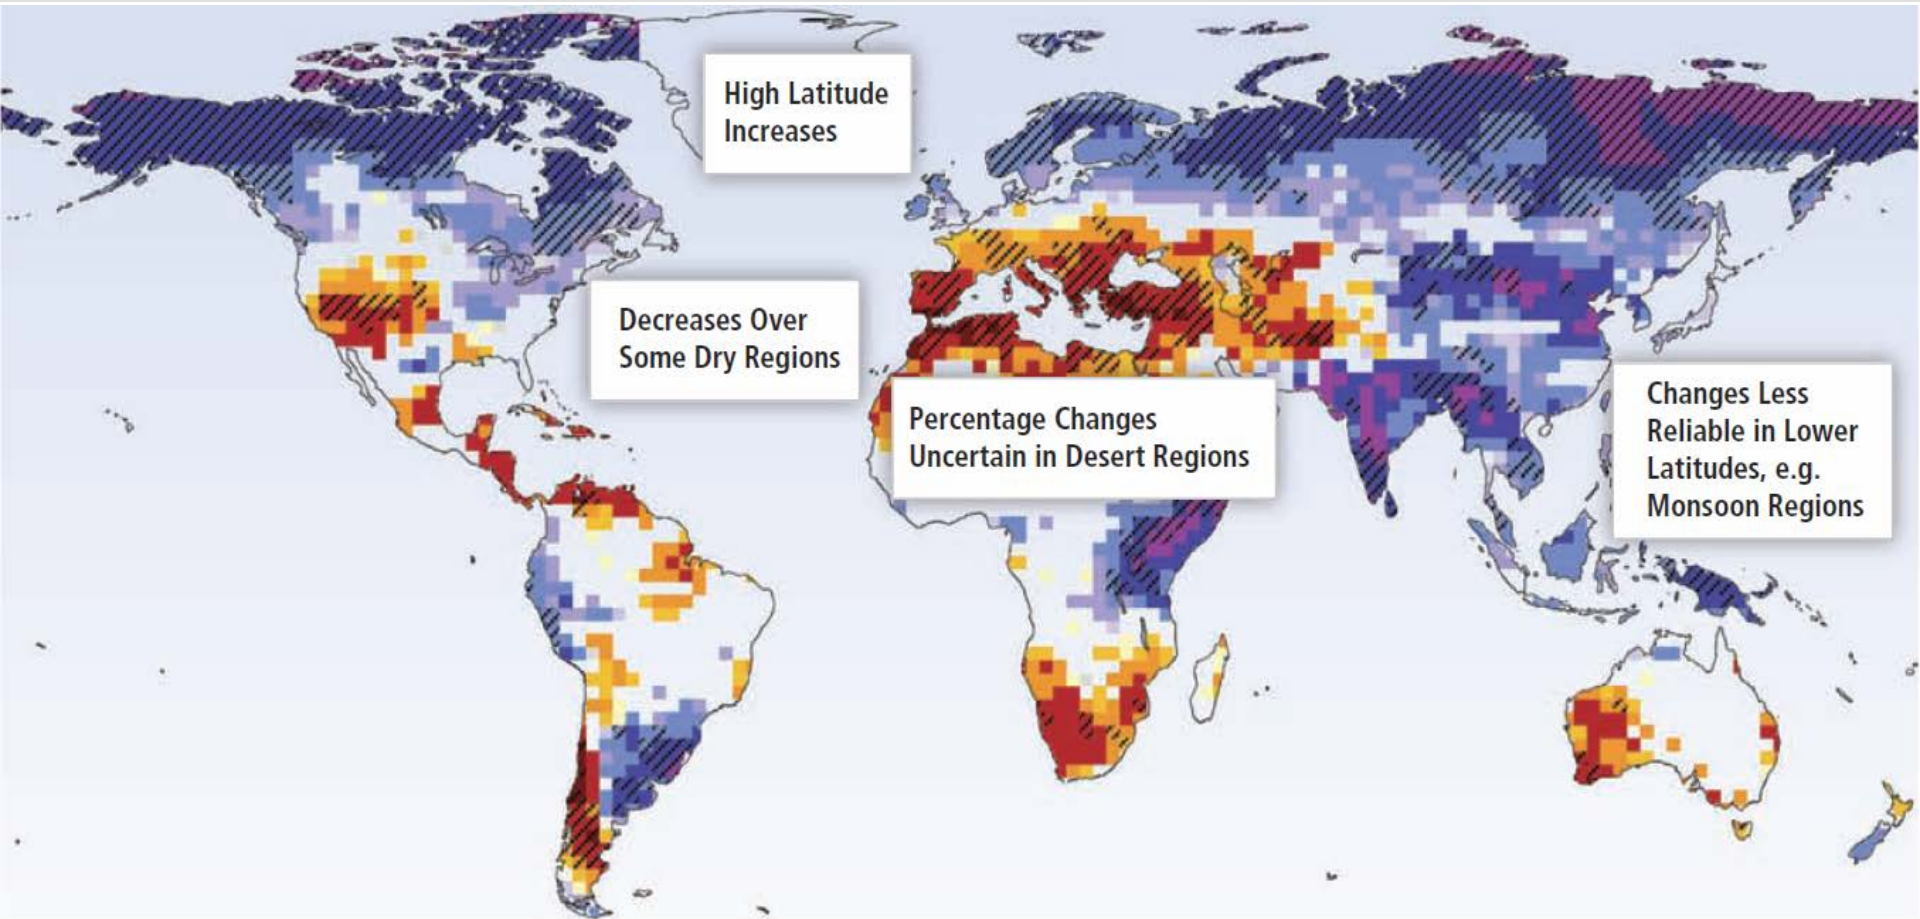 High Latitude
Increases
Decreases Over
Some Dry Regions
Percentage Changes
Uncertain in Desert Regions
Changes Less
Reliable in Lower
Latitudes, e.g.
Monsoon Regions